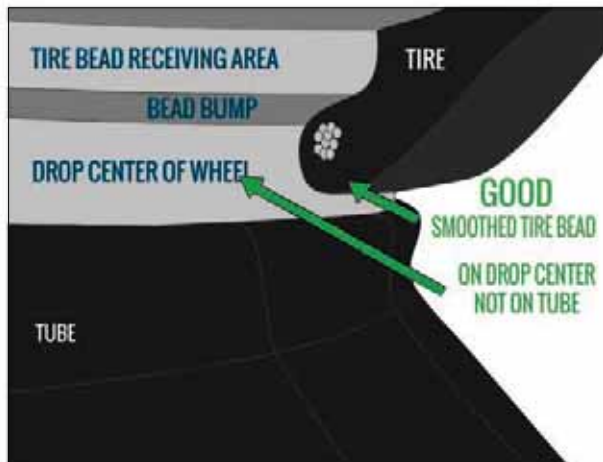 TIRE BEAD RECEIVING AREA
TIRE
BEAD BUMP
DROP CENTER OF WHEEL
GOOD
SMOOTHED TIRE BEAD
ON DROP CENTER
NOT ON TUBE
TUBE